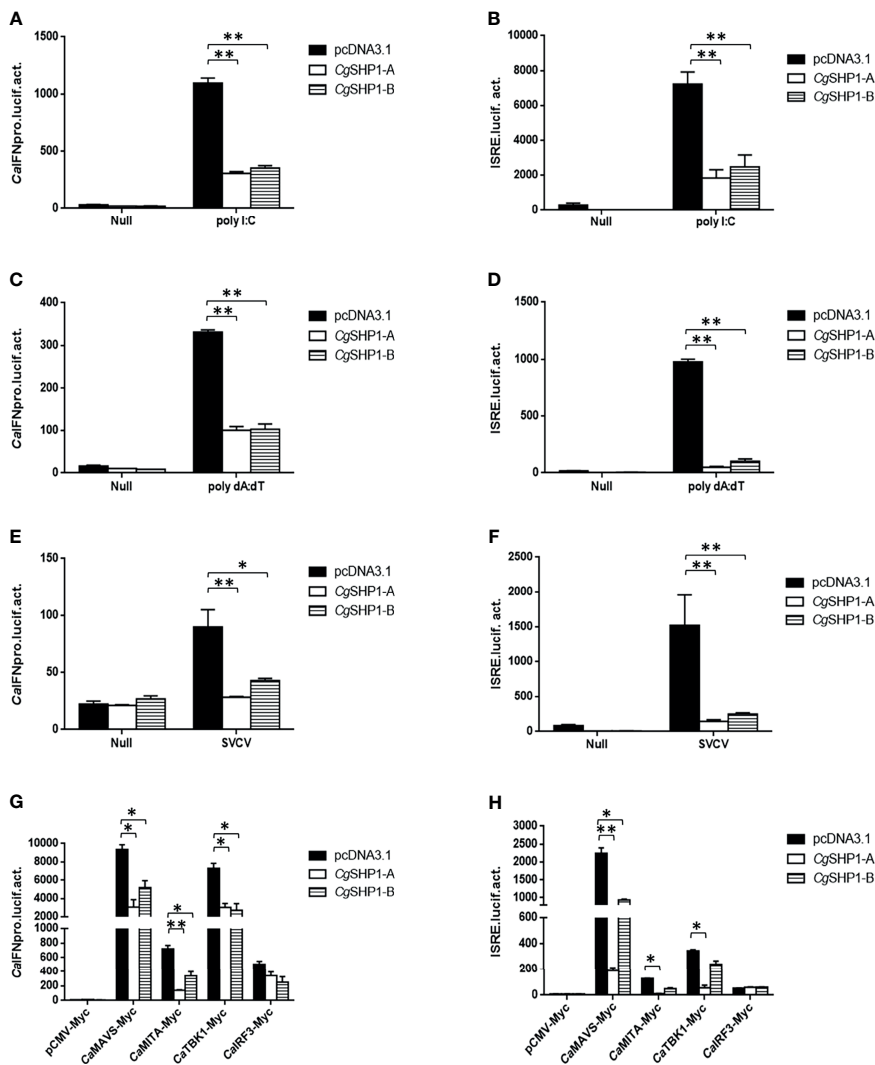 A
CaIFNpro.lucif.act.
1500
1000
500
0
**
**
Null
poly I:C
pcDNA3.1
CgSHP1-A
CgSHP1-B
B
ISRE.lucif. act.
10000
8000
6000
4000
2000
0
**
**
Null
poly I:C
pcDNA3.1
CgSHP1-A
CgSHP1-B
C
CaIFNpro.lucif.act.
400
300
200
100
0
**
**
Null
poly dA:dT
pcDNA3.1
CgSHP1-A
CgSHP1-B
D
ISRE.lucif.act.
1500
1000
500
0
**
**
Null
poly dA:dT
pcDNA3.1
CgSHP1-A
CgSHP1-B
E
CaIFNpro.lucif.act.
150
100
50
0
*
**
Null
SVCV
pcDNA3.1
CgSHP1-A
CgSHP1-B
F
ISRE.lucif. act.
2500
2000
1500
1000
500
0
**
**
Null
SVCV
pcDNA3.1
CgSHP1-A
CgSHP1-B
G
CaIFNpro.lucif.act.
10000
8000
6000
4000
2000
800
600
400
200
0
*
*
*
**
*
*
pCMV-Myc
CaMAVS-Myc
CaMITA-Myc
CaTBK1-Myc
CaIRF3-Myc
pcDNA3.1
CgSHP1-A
CgSHP1-B
H
ISRE.lucif.act.
3000
2500
2000
1500
1000
600
400
200
0
*
**
*
*
pCMV-Myc
CaMAVS-Myc
CaMITA-Myc
CaTBK1-Myc
CaIRF3-Myc
pcDNA3.1
CgSHP1-A
CgSHP1-B